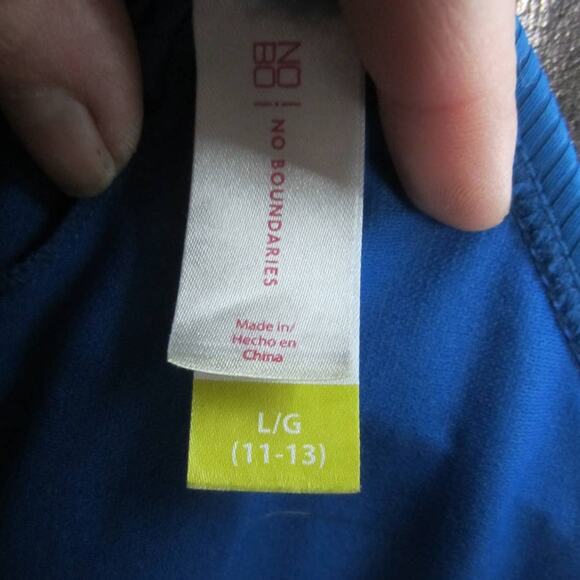 NO
BO
! NO BOUNDARIES
Made in/
Hecho en
China
L/G
(11-13)